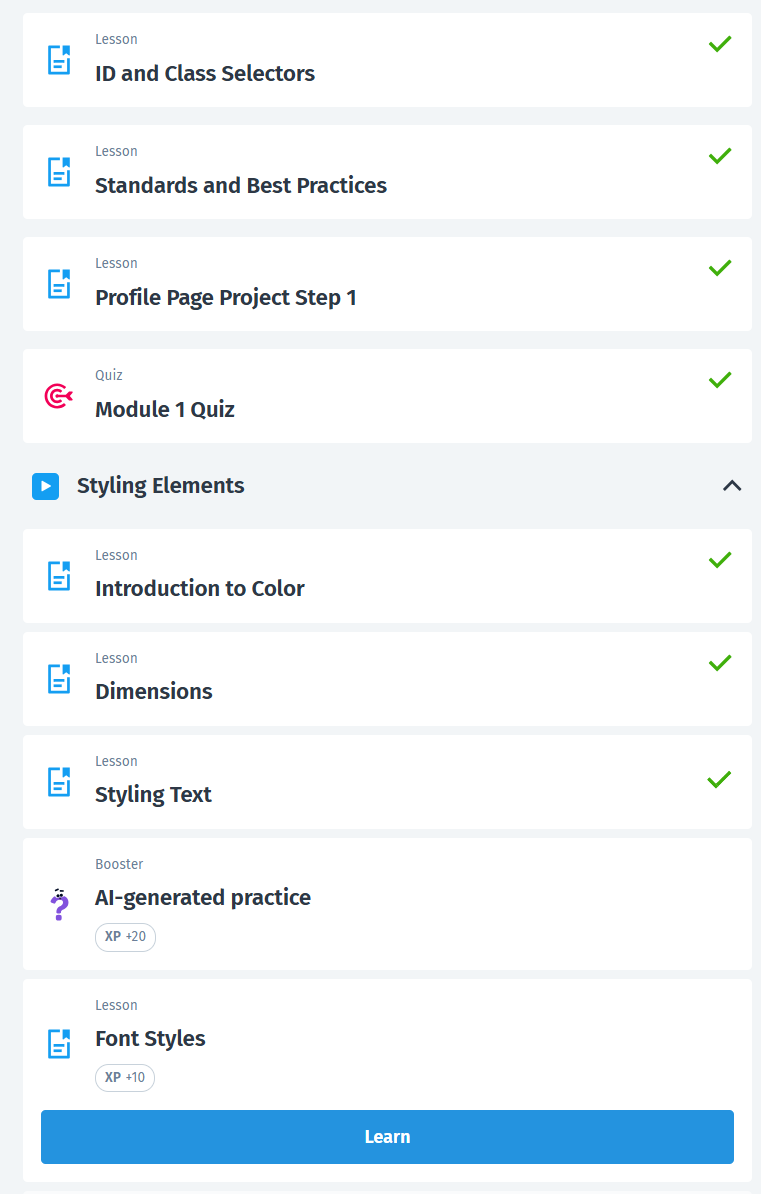 Lesson
ID and Class Selectors
Lesson
Standards and Best Practices
Lesson
Profile Page Project Step 1
Quiz
Module 1 Quiz
Styling Elements
Lesson
Introduction to Color
Lesson
Dimensions
Lesson
Styling Text
Booster
AI-generated practice
XP +20
Lesson
Font Styles
XP +10
Learn